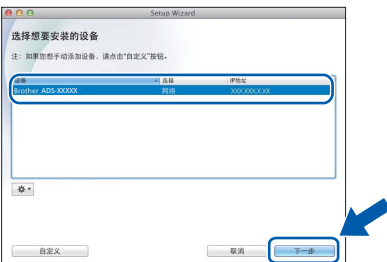 Setup Wizard
选择想要安装的设备
注: 如果您想手动添加设备, 请点击"自定义"按钮。
设备 连接 IP地址
Brother ADS-XXXXX 网络 XXX.XXX.X.XX
自定义 取消 下一步